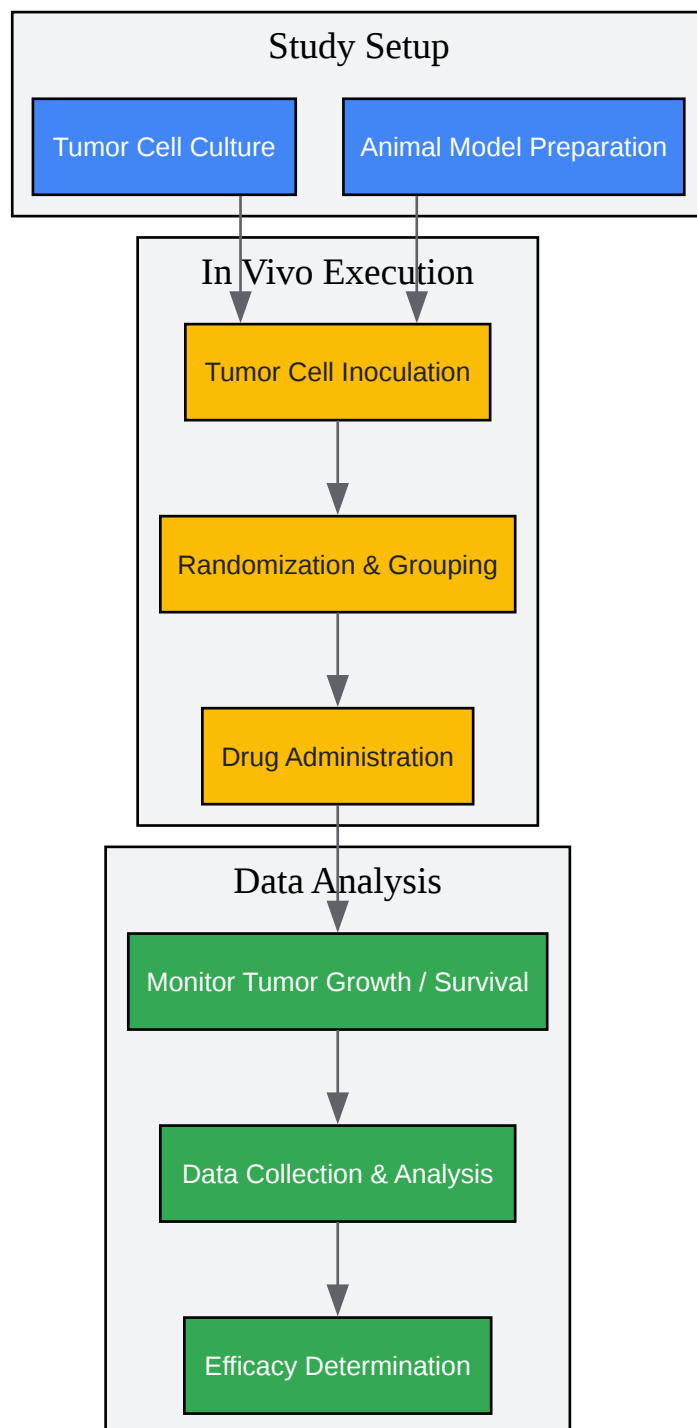 Study Setup
Tumor Cell Culture
Animal Model Preparation
In Vivo Execution
Tumor Cell Inoculation
Randomization & Grouping
Drug Administration
Data Analysis
Monitor Tumor Growth / Survival
Data Collection & Analysis
Efficacy Determination